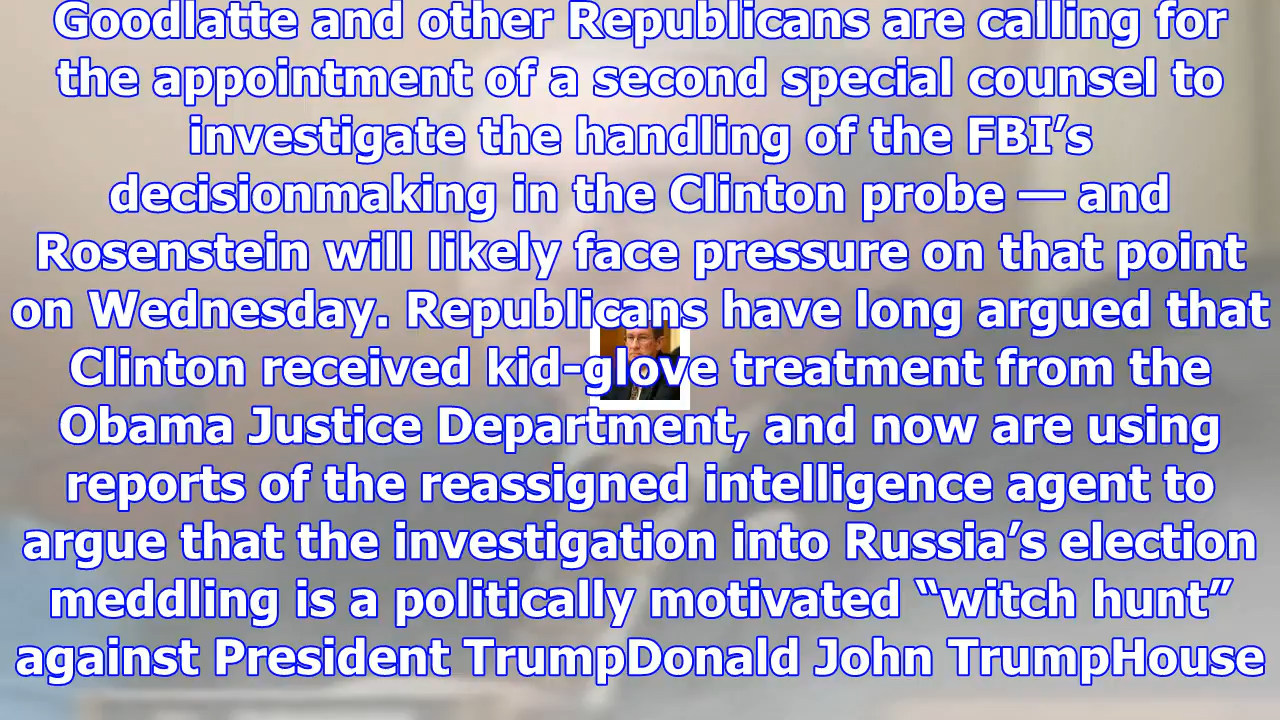 Goodlatte and other Republicans are calling for
the appointment of a second special counsel to
investigate the handling of the FBI’s
decisionmaking in the Clinton probe — and
Rosenstein will likely face pressure on that point
on Wednesday. Republicans have long argued that
Clinton received kid-glove treatment from the
Obama Justice Department, and now are using
reports of the reassigned intelligence agent to
argue that the investigation into Russia’s election
meddling is a politically motivated “witch hunt”
against President TrumpDonald John TrumpHouse